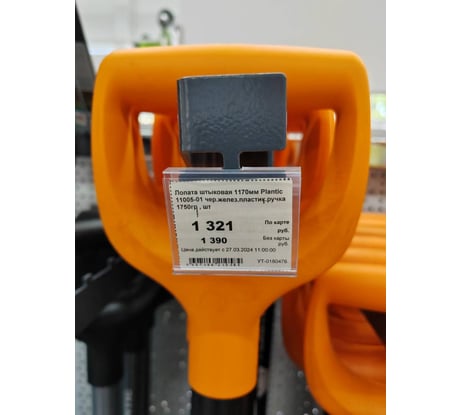 Лопата штыковая 1170мм Plantic
11005-01 чер.желез.пластик.ручка
1750гр., шт
1 321 По карте руб.
1 390 Без карты руб.
Цена действует с 27.03.2024 11:00:00
УТ-0180476